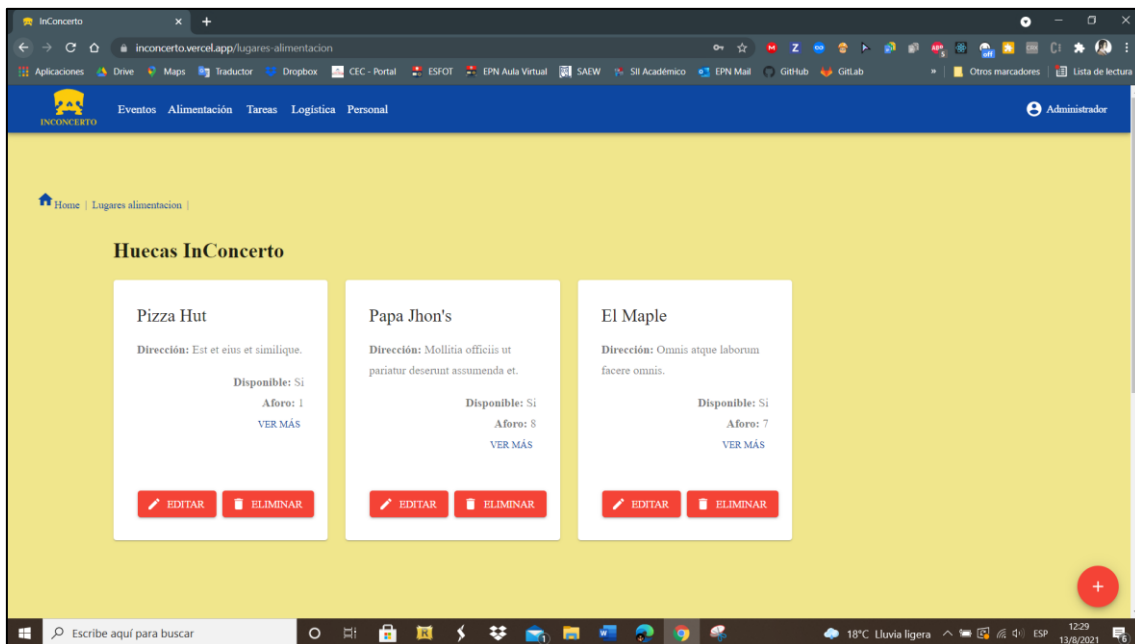 InConcerto
inconcerto.vercel.app/lugares-alimentacion
Aplicaciones Drive Maps Traductor Dropbox CEC - Portal ESFOT EPN Aula Virtual SAEW SII Académico EPN Mail GitHub GitLab » Otros marcadores Lista de lectura
INCONCERTO Eventos Alimentación Tareas Logística Personal Administrador
Home | Lugares alimentacion |
Huecas InConcerto
Pizza Hut
Dirección: Est et eius et similique.
Disponible: Si
Aforo: 1
VER MÁS
EDITAR ELIMINAR
Papa Jhon's
Dirección: Mollitia officiis ut
pariatur deserunt assumenda et.
Disponible: Si
Aforo: 8
VER MÁS
EDITAR ELIMINAR
El Maple
Dirección: Omnis atque laborum
facere omnis.
Disponible: Si
Aforo: 7
VER MÁS
EDITAR ELIMINAR
+
Escribe aquí para buscar
18°C Lluvia ligera ESP 12:29
13/8/2021